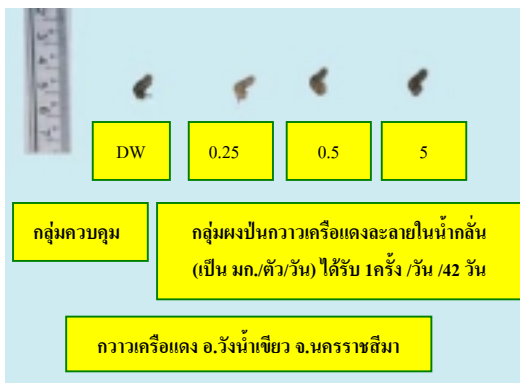 DW
0.25
0.5
5
กลุ่มควบคุม
กลุ่มผงป่นกวาวเครือแดงละลายในน้ำกลั่น
(เป็น มก./ตัว/วัน) ได้รับ 1ครั้ง /วัน /42 วัน
กวาวเครือแดง อ.วังน้ำเขียว จ.นครราชสีมา